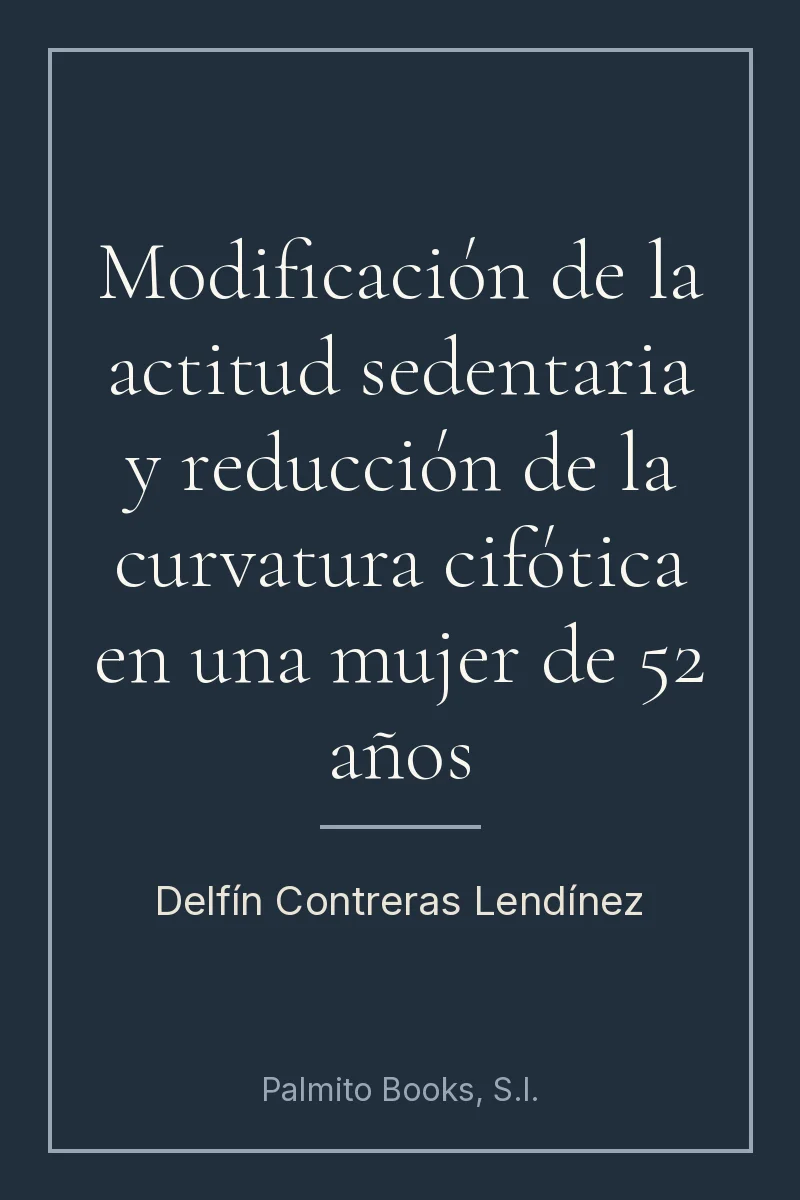 Modificación de la
actitud sedentaria
y reducción de la
curvatura cifótica
en una mujer de 52
años
Delfín Contreras Lendínez
Palmito Books, S.l.